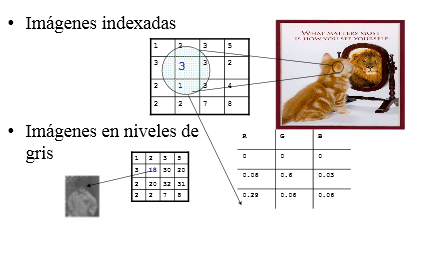 • Imágenes indexadas
WHAT MATTERS MOST
IS HOW YOU SEE YOURSELF
1 2 3 5
3 3 3 2
2 1 3 4
2 2 7 8
• Imágenes en niveles de
gris
1 2 3 5
3 18 30 20
2 20 32 31
2 2 7 8
R G B
0 0 0
0.06 0.6 0.03
0.29 0.06 0.06